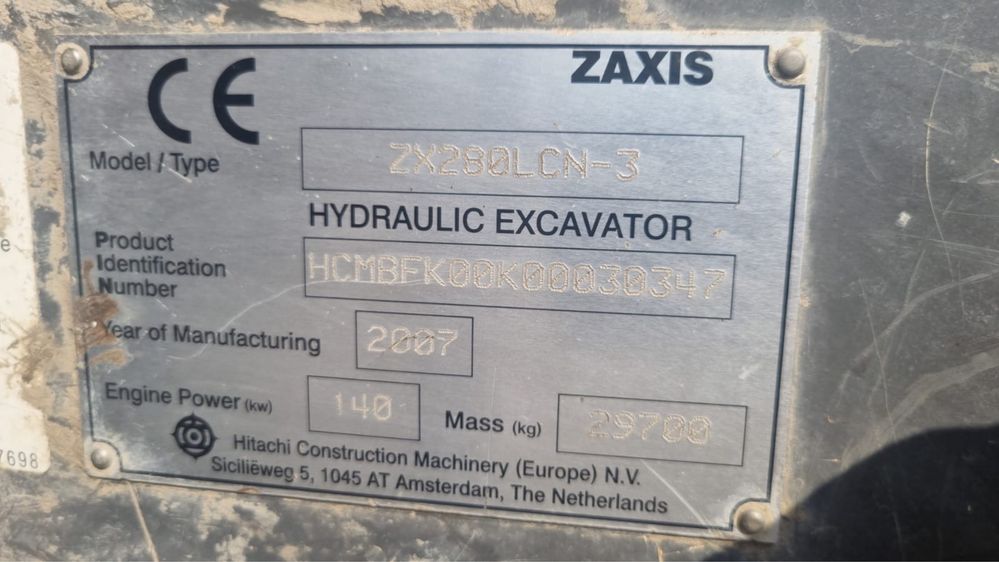 CE
ZAXIS
Model / Type ZX280LCN-3
HYDRAULIC EXCAVATOR
Product
Identification
Number
HCMBFK00K00030347
Year of Manufacturing 2007
Engine Power (kw) 140 Mass (kg) 29700
Hitachi Construction Machinery (Europe) N.V.
Siciliëweg 5, 1045 AT Amsterdam, The Netherlands
7698